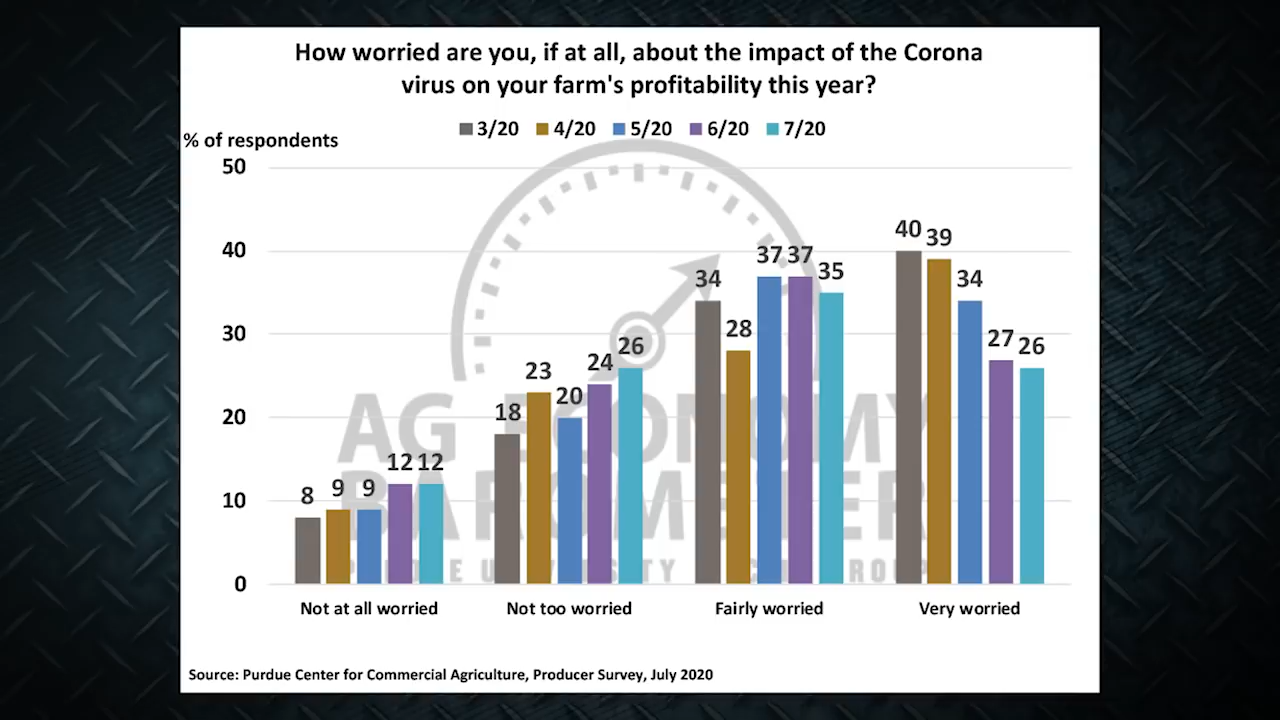 How worried are you, if at all, about the impact of the Corona
virus on your farm's profitability this year?
3/20 4/20 5/20 6/20 7/20
% of respondents
50
40
30
20
10
0
8 9 9 12 12
18 23 20 24 26
34 28 37 37 35
40 39 34 27 26
Not at all worried Not too worried Fairly worried Very worried
AG ECONOMY
BAROMETER
Source: Purdue Center for Commercial Agriculture, Producer Survey, July 2020